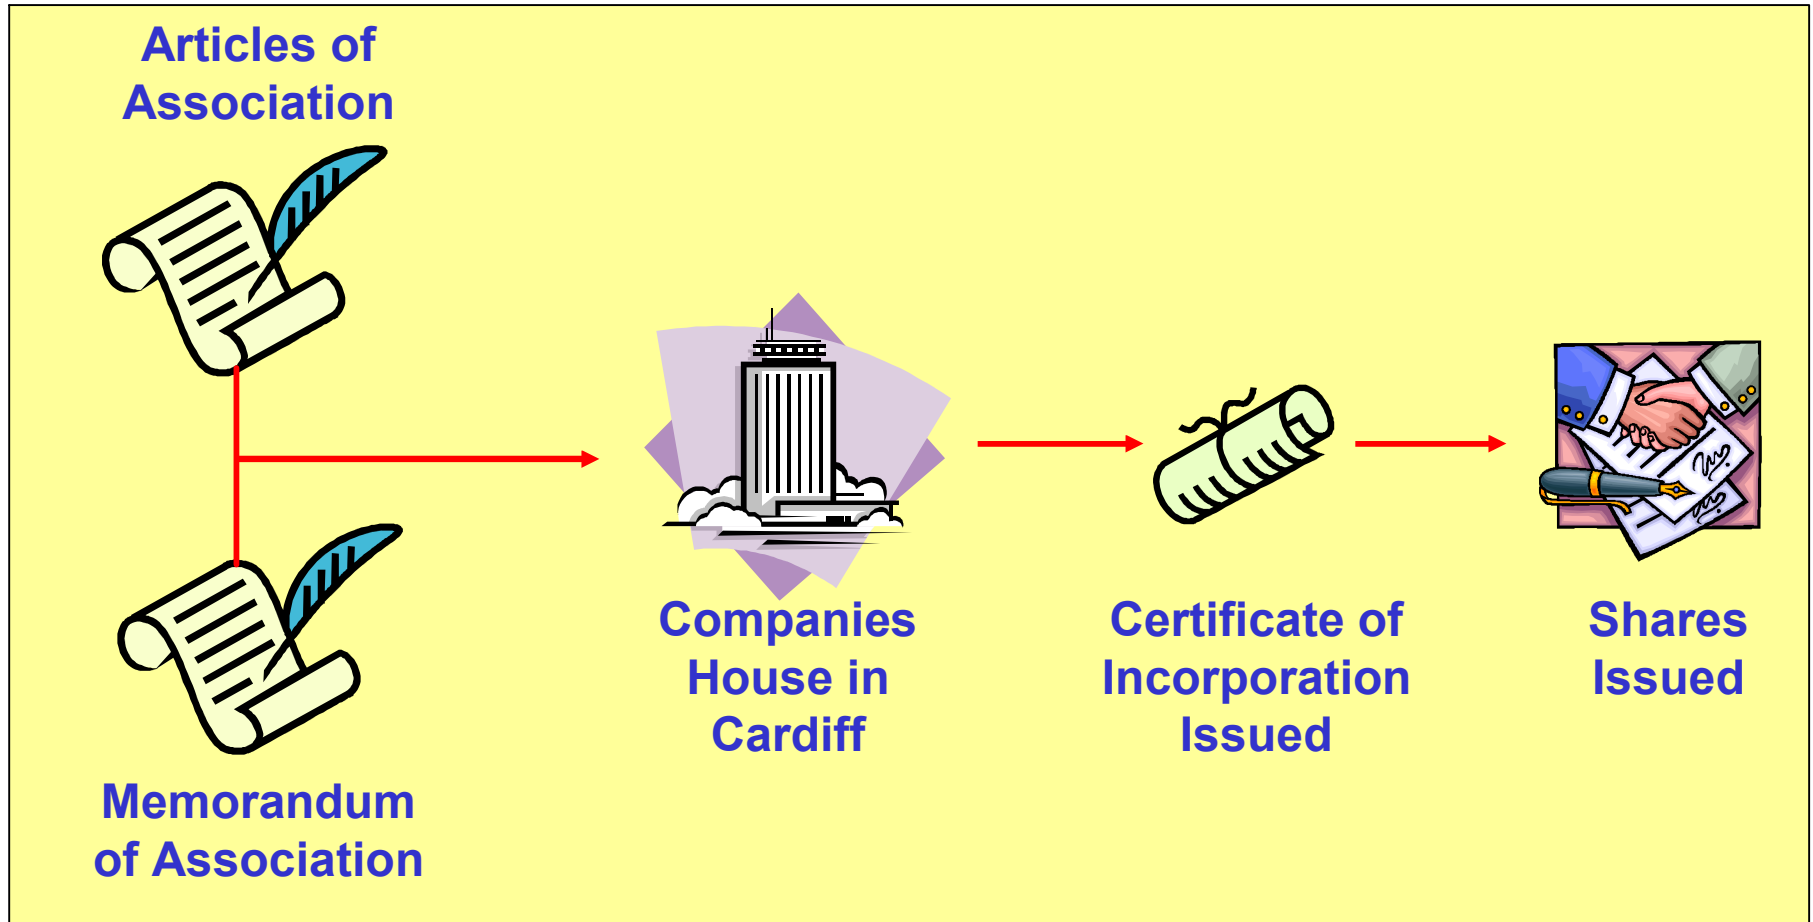 Articles of
Association
Memorandum
of Association
Companies
House in
Cardiff
Certificate of
Incorporation
Issued
Shares
Issued